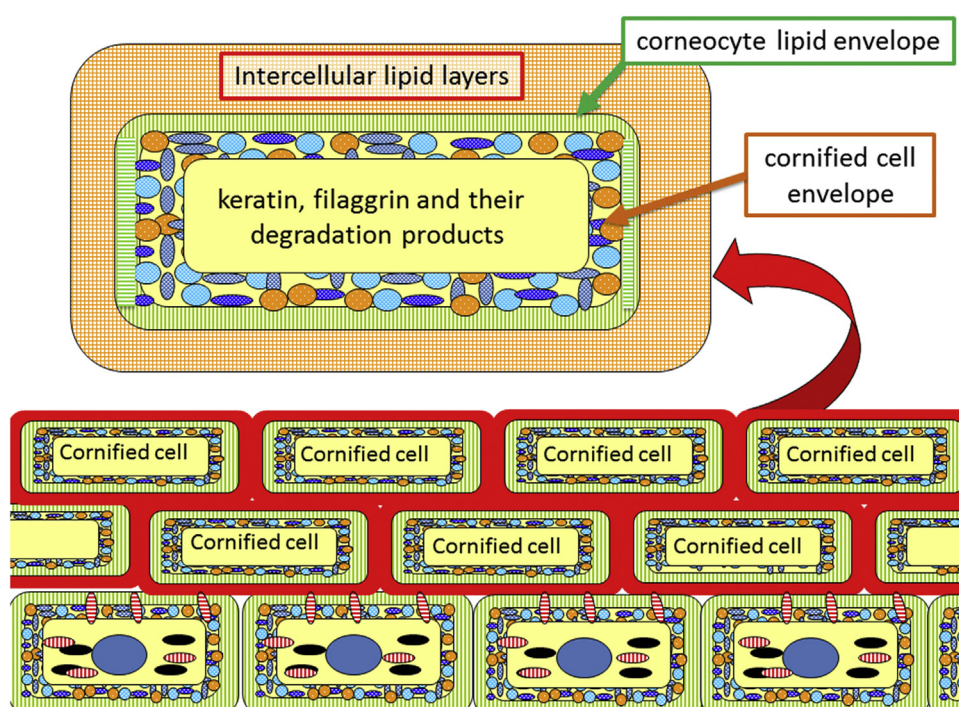 corneocyte lipid envelope
Intercellular lipid layers
cornified cell
envelope
keratin, filaggrin and their
degradation products
Cornified cell
Cornified cell
Cornified cell
Cornified cell
Cornified cell
Cornified cell
Cornified cell